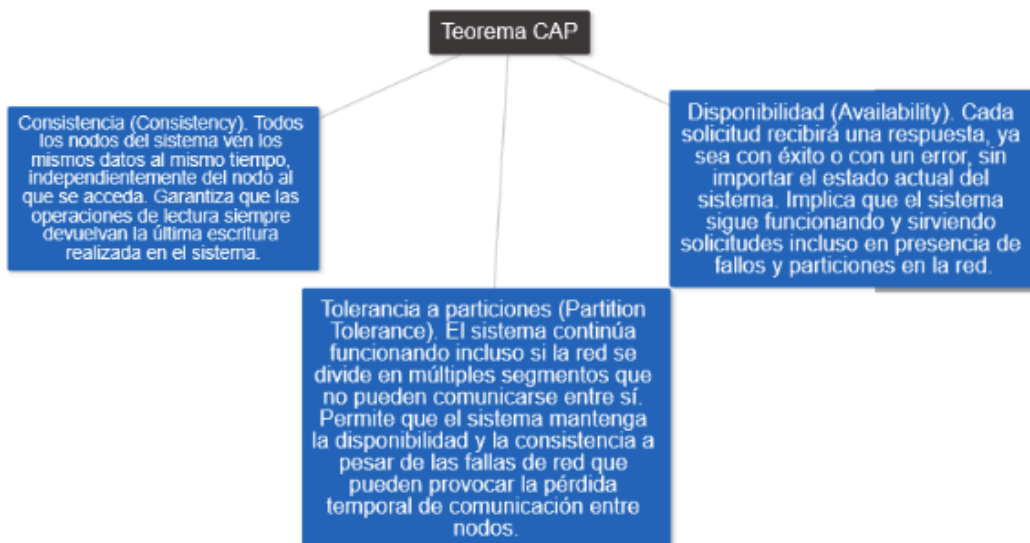 Teorema CAP
Consistencia (Consistency). Todos
los nodos del sistema ven los
mismos datos al mismo tiempo,
independientemente del nodo al
que se acceda. Garantiza que las
operaciones de lectura siempre
devuelvan la última escritura
realizada en el sistema.
Disponibilidad (Availability). Cada
solicitud recibirá una respuesta, ya
sea con éxito o con un error, sin
importar el estado actual del
sistema. Implica que el sistema
sigue funcionando y sirviendo
solicitudes incluso en presencia de
fallos y particiones en la red.
Tolerancia a particiones (Partition
Tolerance). El sistema continúa
funcionando incluso si la red se
divide en múltiples segmentos que
no pueden comunicarse entre sí.
Permite que el sistema mantenga
la disponibilidad y la consistencia a
pesar de las fallas de red que
pueden provocar la pérdida
temporal de comunicación entre
nodos.